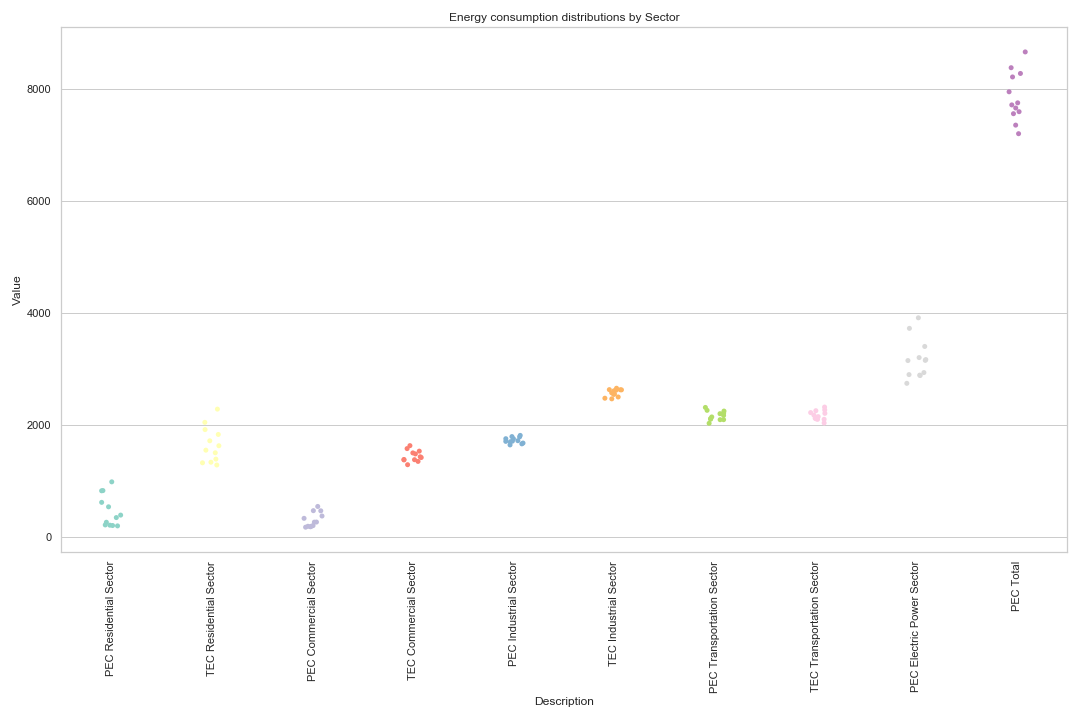 Energy consumption distributions by Sector
Value
8000
6000
4000
2000
0
PEC Residential Sector
TEC Residential Sector
PEC Commercial Sector
TEC Commercial Sector
PEC Industrial Sector
TEC Industrial Sector
PEC Transportation Sector
TEC Transportation Sector
PEC Electric Power Sector
PEC Total
Description